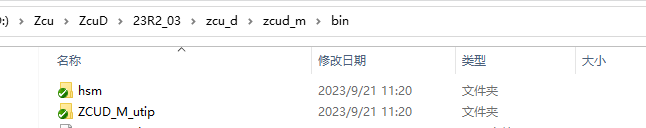 :) > Zcu > ZcuD > 23R2_03 > zcu_d > zcud_m > bin
名称 修改日期 类型 大小
hsm 2023/9/21 11:20 文件夹
ZCUD_M_utip 2023/9/21 11:20 文件夹